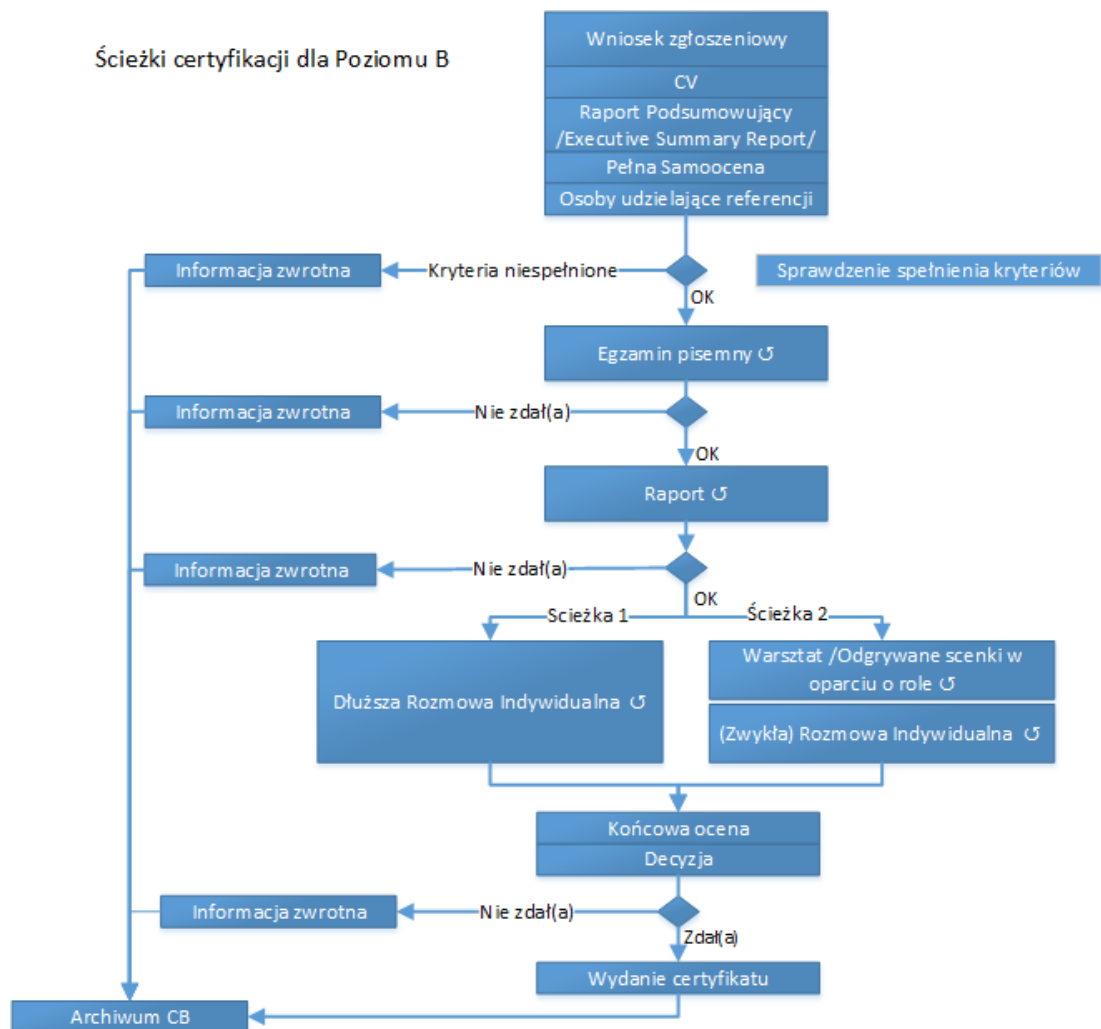 Ścieżki certyfikacji dla Poziomu B
Wniosek zgłoszeniowy
CV
Raport Podsumowujący
/Executive Summary Report/
Pełna Samoocena
Osoby udzielające referencji
Informacja zwrotna
Kryteria niespełnione
Sprawdzenie spełnienia kryteriów
OK
Egzamin pisemny ↺
Informacja zwrotna
Nie zdał(a)
OK
Raport ↺
Informacja zwrotna
Nie zdał(a)
OK
Scieżka 1
Ścieżka 2
Dłuższa Rozmowa Indywidualna ↺
Warsztat /Odgrywane scenki w
oparciu o role ↺
(Zwykła) Rozmowa Indywidualna ↺
Końcowa ocena
Decyzja
Informacja zwrotna
Nie zdał(a)
Zdał(a)
Wydanie certyfikatu
Archiwum CB